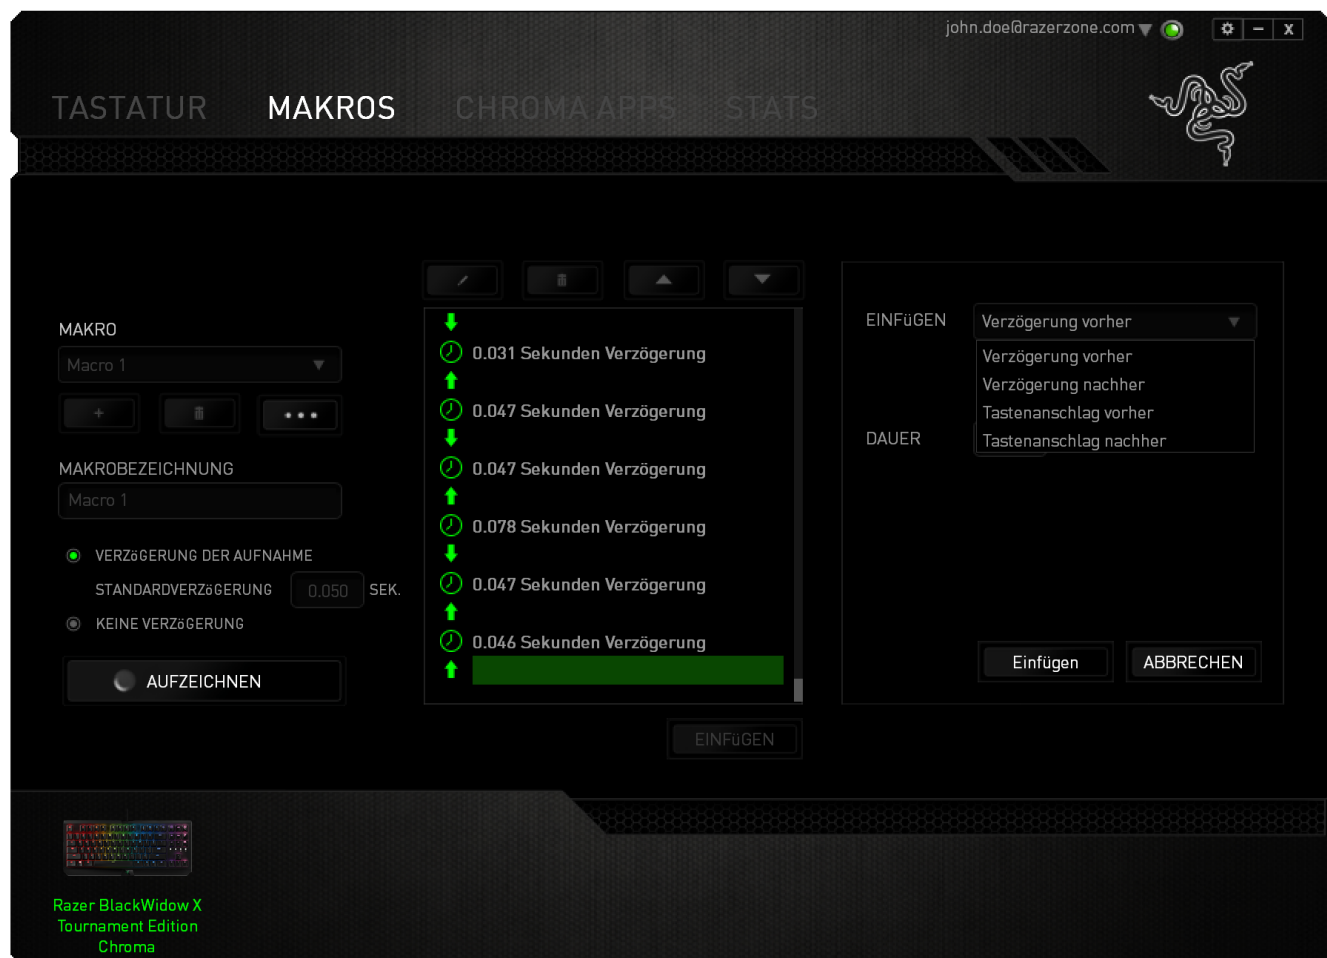 john.doe@razerzone.com
TASTATUR MAKROS CHROMA APPS STATS
MAKRO
Macro 1
MAKROBEZEICHNUNG
Macro 1
VERZöGERUNG DER AUFNAHME
STANDARDVERZöGERUNG 0.050 SEK.
KEINE VERZöGERUNG
AUFZEICHNEN
0.031 Sekunden Verzögerung
0.047 Sekunden Verzögerung
0.047 Sekunden Verzögerung
0.078 Sekunden Verzögerung
0.047 Sekunden Verzögerung
0.046 Sekunden Verzögerung
EINFüGEN
EINFüGEN Verzögerung vorher
Verzögerung vorher
Verzögerung nachher
Tastenanschlag vorher
Tastenanschlag nachher
DAUER
Einfügen ABBRECHEN
Razer BlackWidow X
Tournament Edition
Chroma